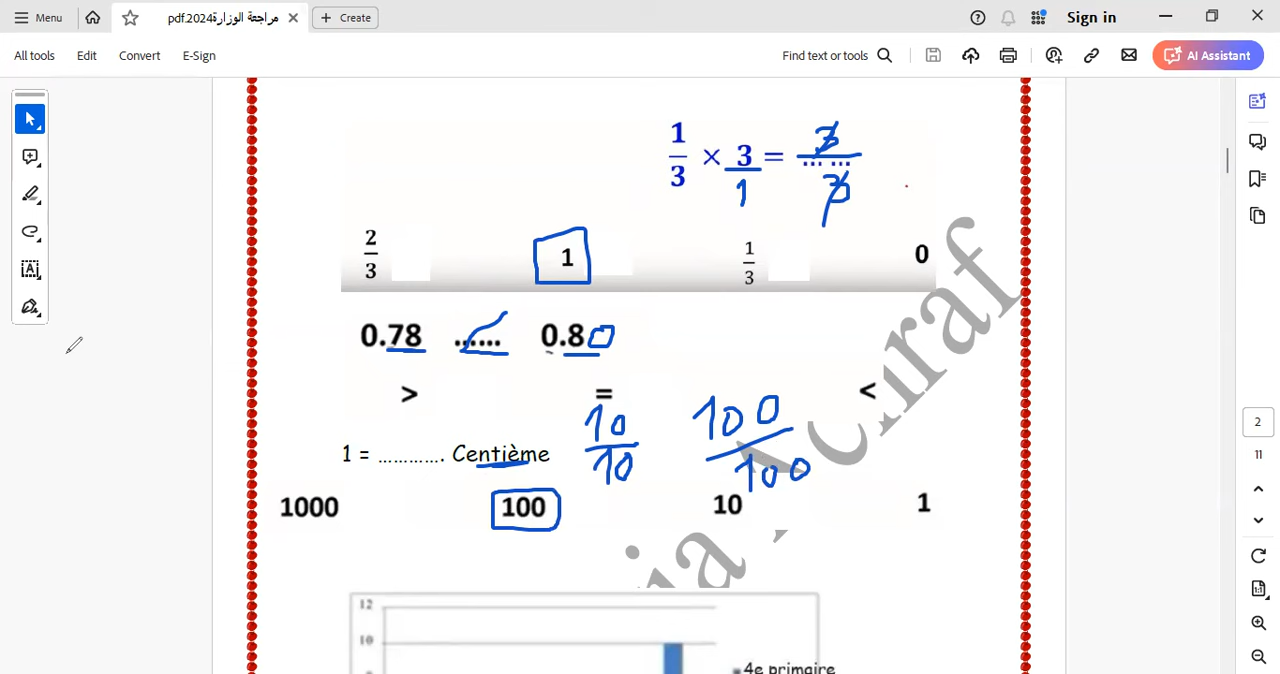 Menu
مراجعة الوزارة2024.pdf
Create
Sign in
All tools Edit Convert E-Sign
Find text or tools
AI Assistant
1/3 × 3/1 = 3/3
2/3 1 1/3 0
0.78 ...... 0.80
> = <
1 = ............. Centième 10/10 100/100
1000 100 10 1
12
10
4e primaire
2
11